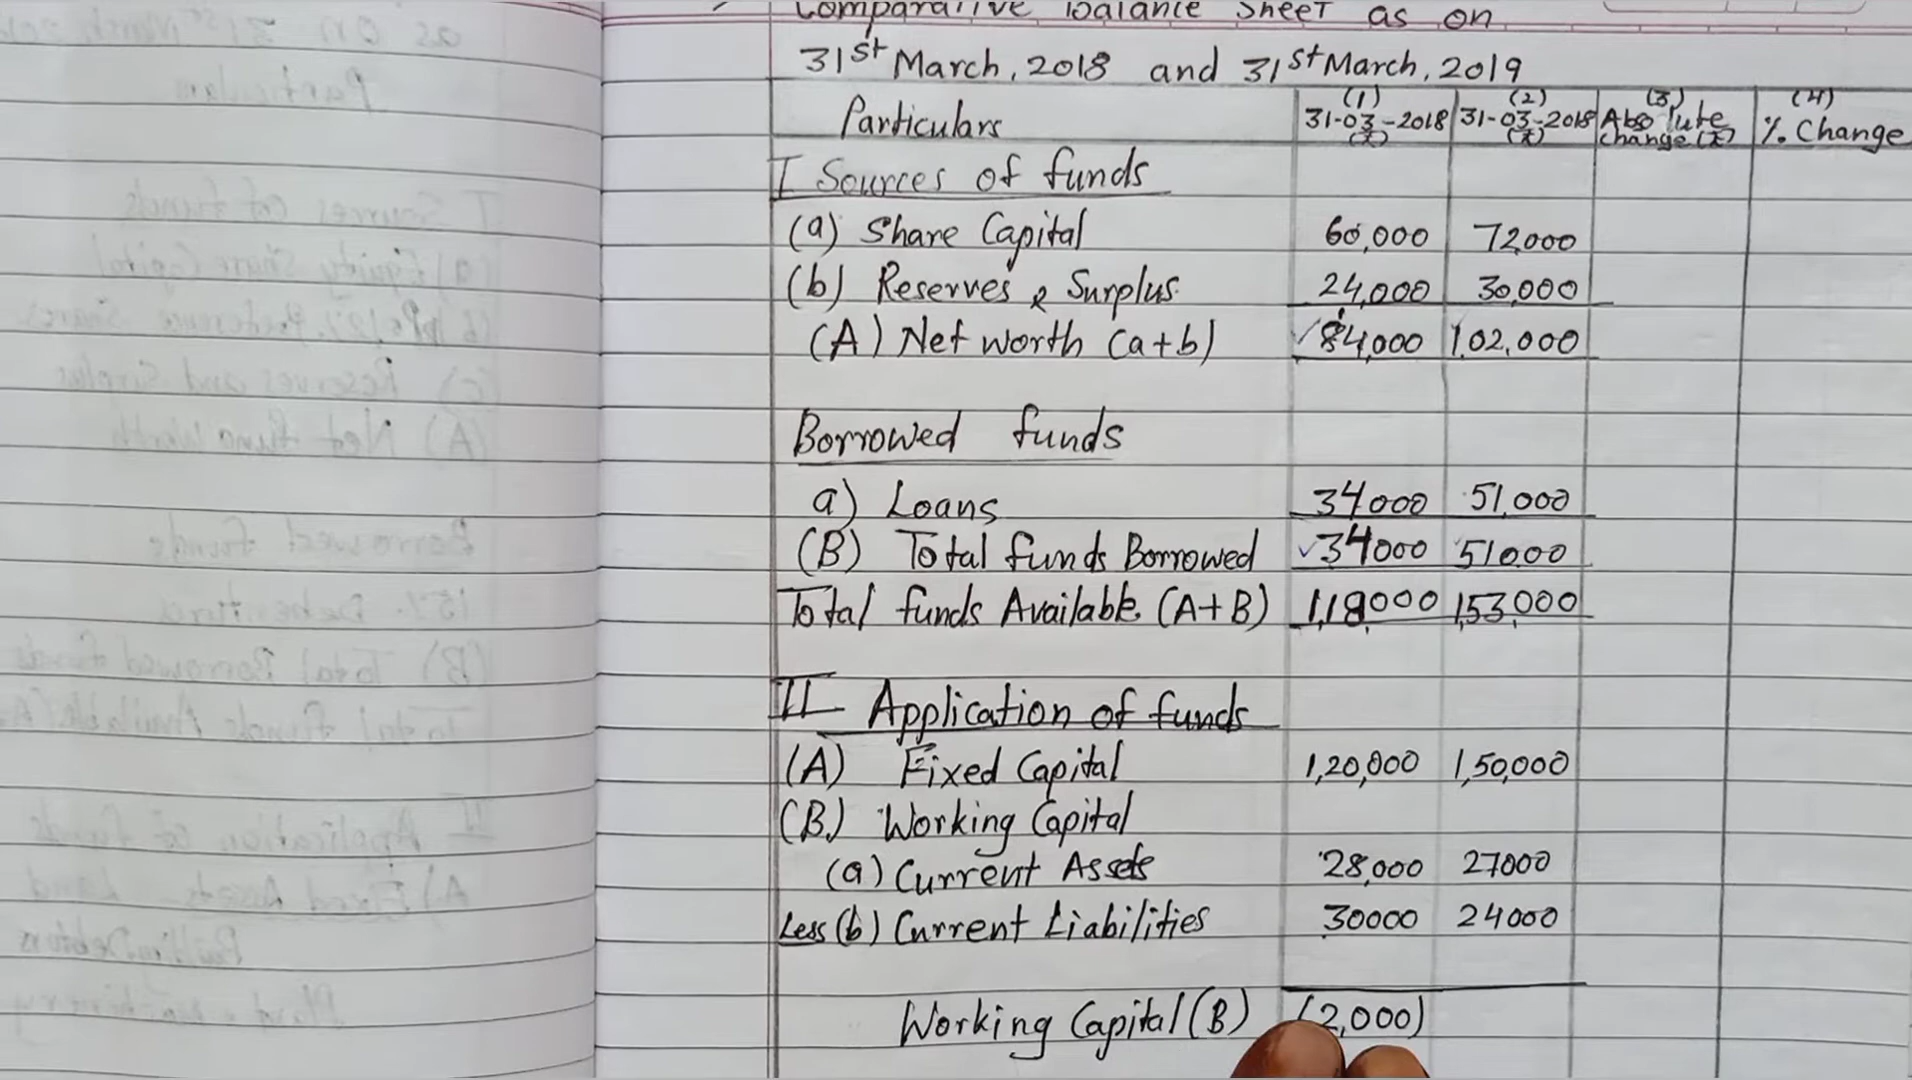 Comparative Balance Sheet as on
31st March, 2018 and 31st March, 2019
Particulars (1) 31-03-2018 (₹) (2) 31-03-2018 (₹) (3) Absolute Change (₹) (4) % Change
I Sources of funds
(a) Share Capital 60,000 72000
(b) Reserves & Surplus 24,000 30,000
(A) Net worth (a+b) 84,000 1,02,000
Borrowed funds
a) Loans 34000 51,000
(B) Total funds Borrowed 34000 51000
Total funds Available (A+B) 1,18000 1,53,000
II Application of funds
(A) Fixed Capital 1,20,000 1,50,000
(B) Working Capital
(a) Current Assets 28,000 27000
Less (b) Current Liabilities 30000 24000
Working Capital (B) (2,000)